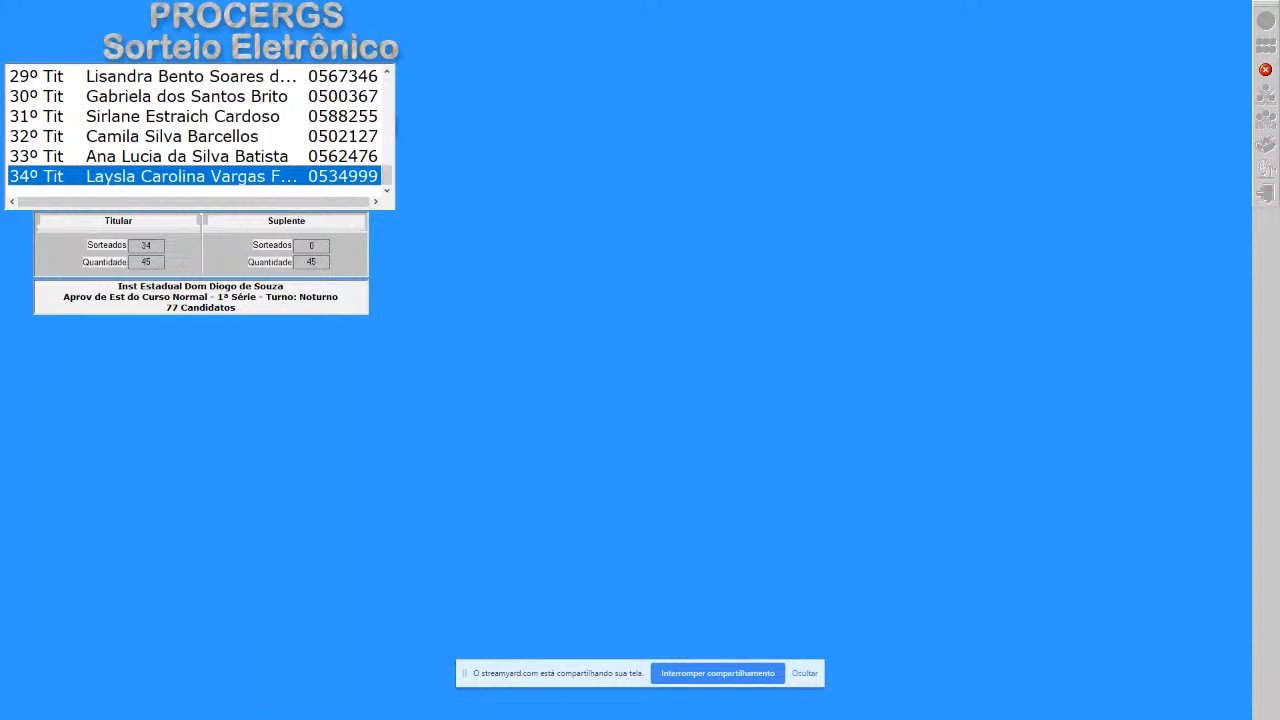 PROCERGS
Sorteio Eletrônico
29º Tit Lisandra Bento Soares d... 0567346
30º Tit Gabriela dos Santos Brito 0500367
31º Tit Sirlane Estraich Cardoso 0588255
32º Tit Camila Silva Barcellos 0502127
33º Tit Ana Lucia da Silva Batista 0562476
34º Tit Laysla Carolina Vargas F... 0534999
Titular Suplente
Sorteados 34 Sorteados 0
Quantidade 45 Quantidade 45
Inst Estadual Dom Diogo de Souza
Aprov de Est do Curso Normal - 1ª Série - Turno: Noturno
77 Candidatos
O streamyard.com está compartilhando sua tela. Interromper compartilhamento Ocultar